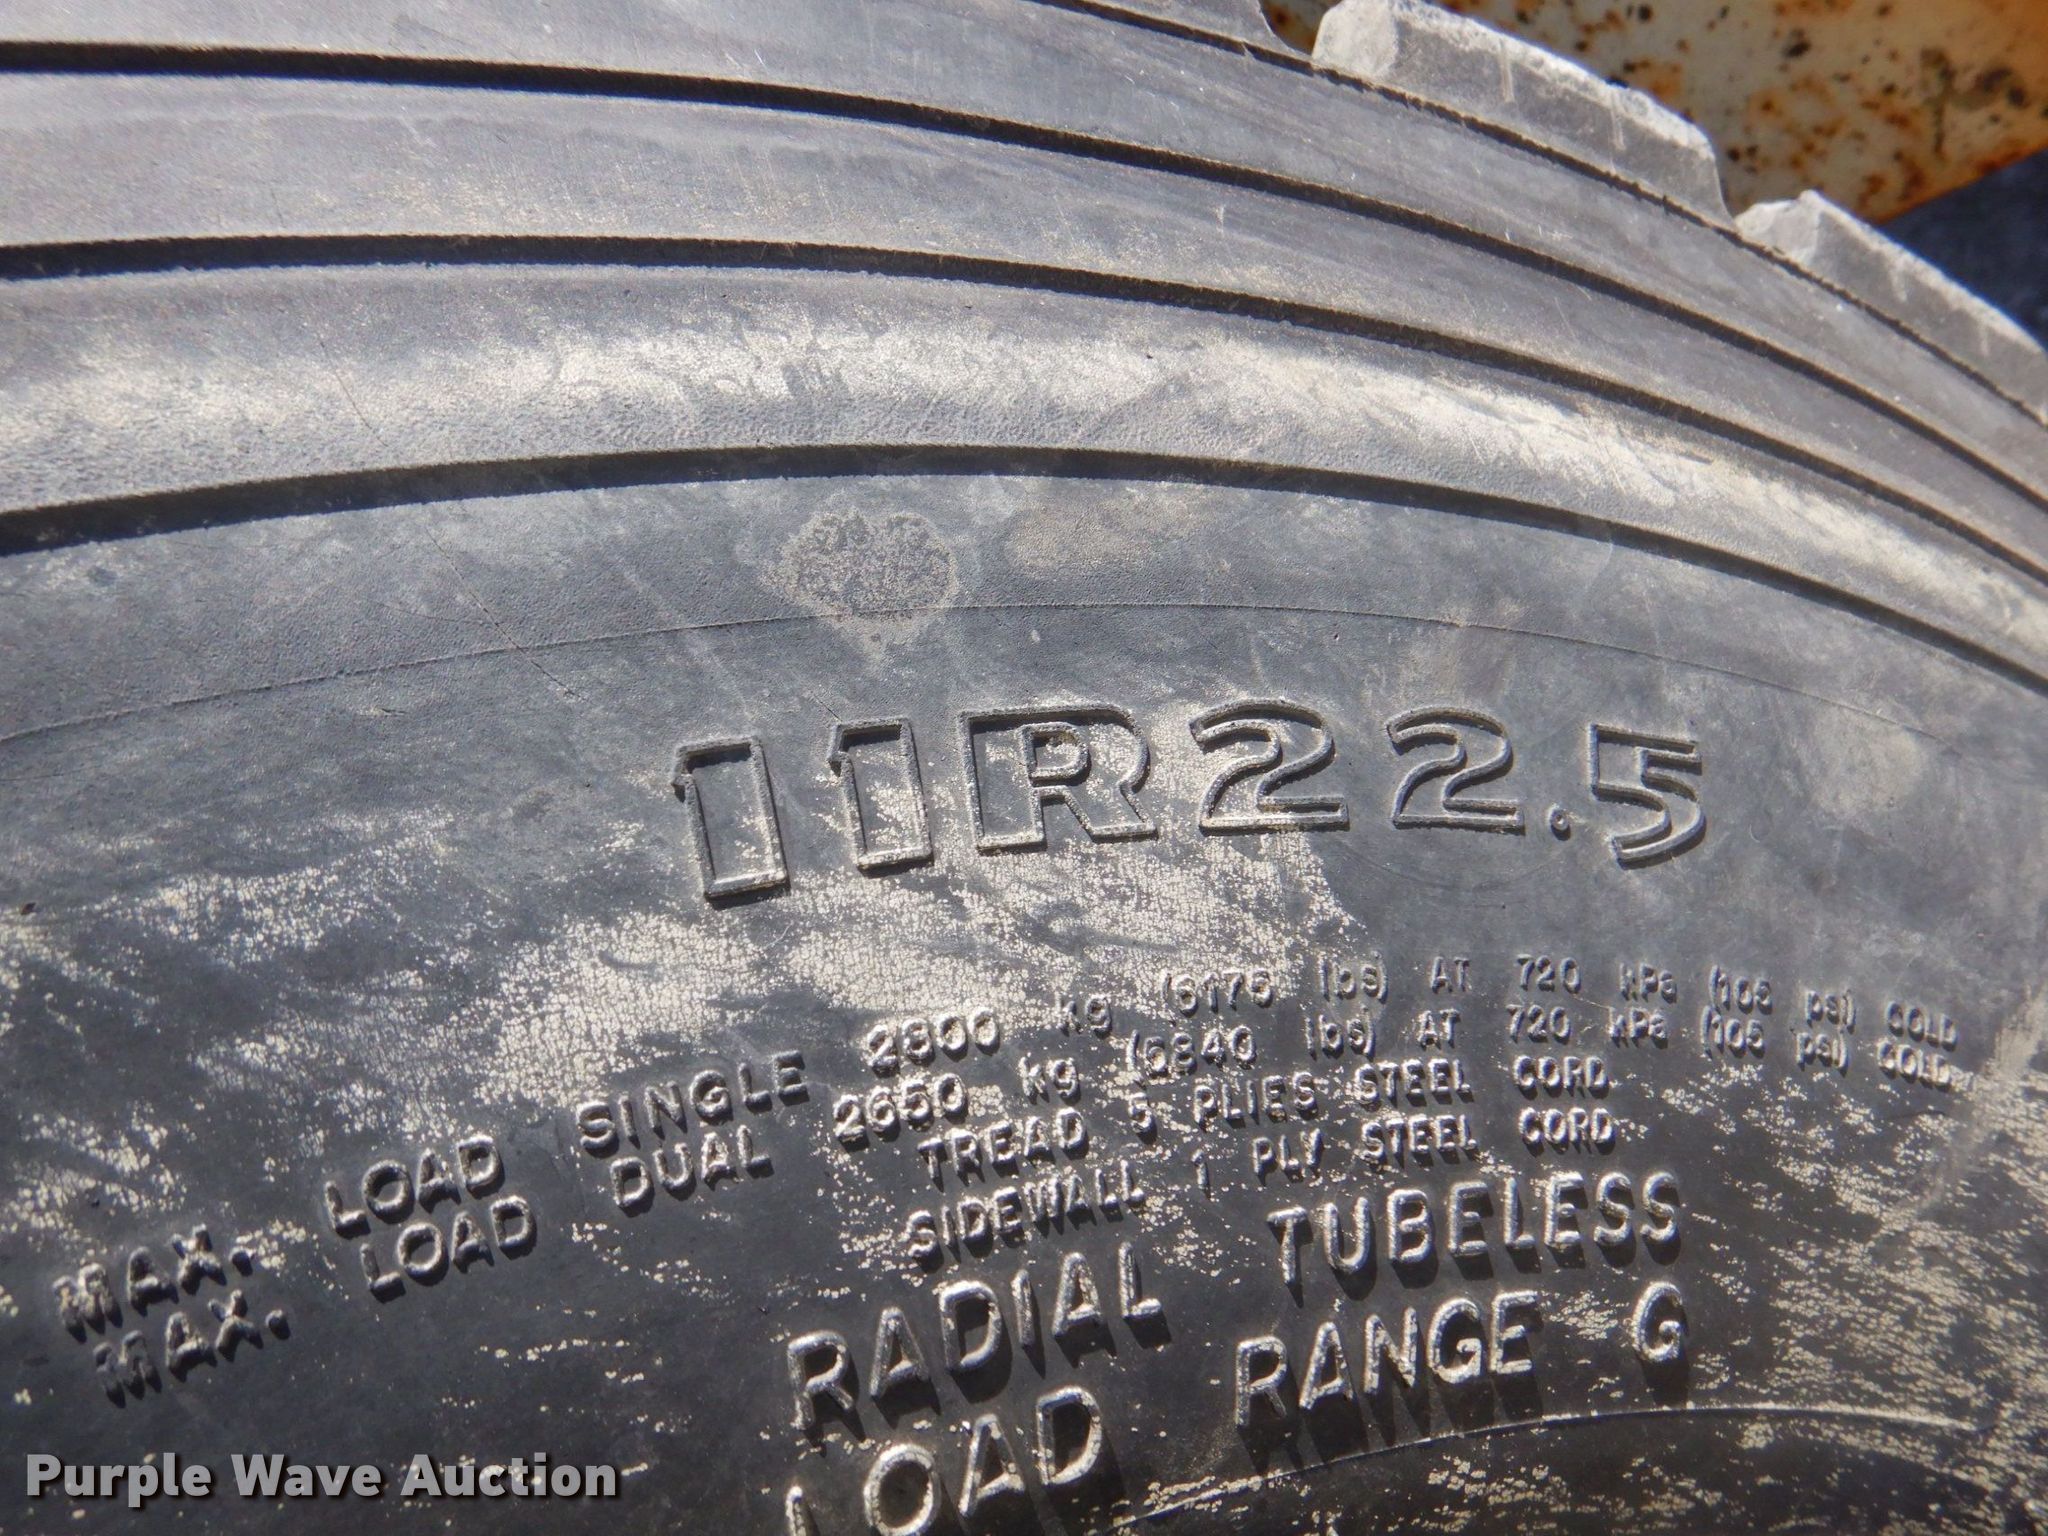 11R22.5
MAX. LOAD SINGLE 2800 kg (6175 lbs) AT 720 kPa (105 psi) COLD
MAX. LOAD DUAL 2650 kg (5840 lbs) AT 720 kPa (105 psi) COLD
TREAD 5 PLIES STEEL CORD
SIDEWALL 1 PLY STEEL CORD
RADIAL TUBELESS
LOAD RANGE G
Purple Wave Auction